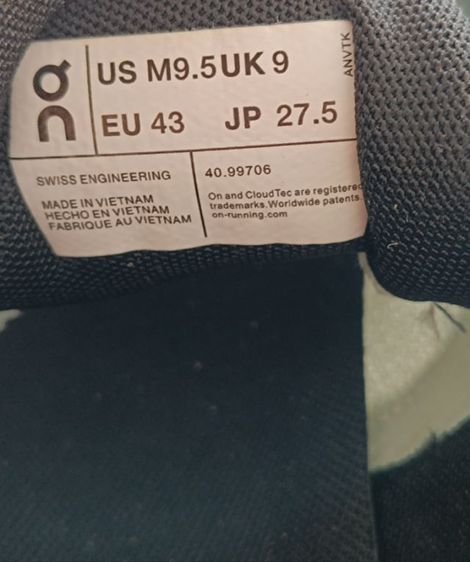 on
US M9.5 UK 9
EU 43 JP 27.5
ANVTK
SWISS ENGINEERING
MADE IN VIETNAM
HECHO EN VIETNAM
FABRIQUE AU VIETNAM
40.99706
On and CloudTec are registered
trademarks.Worldwide patents.
on-running.com